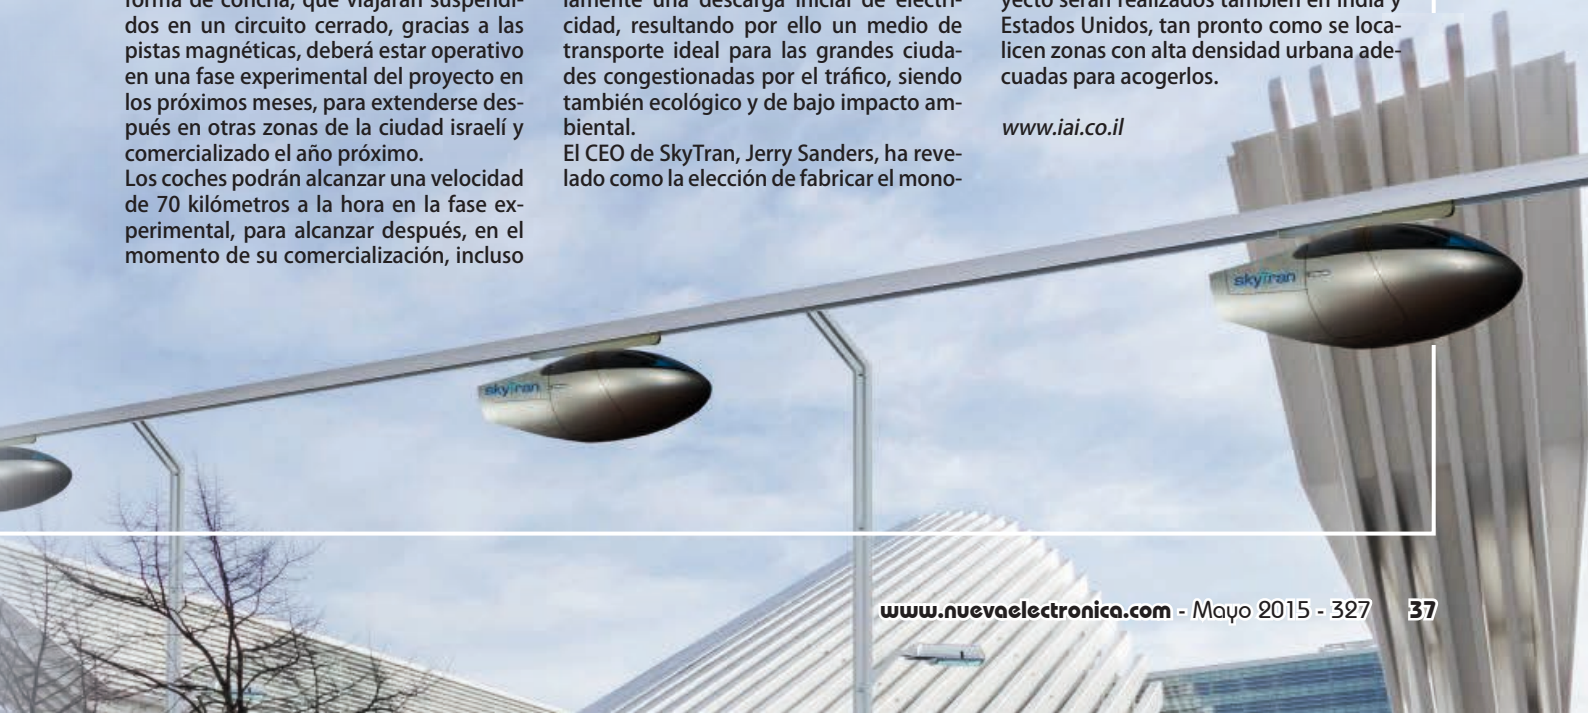 forma de concha, que viajarán suspendi-
dos en un circuito cerrado, gracias a las
pistas magnéticas, deberá estar operativo
en una fase experimental del proyecto en
los próximos meses, para extenderse des-
pués en otras zonas de la ciudad israelí y
comercializado el año próximo.
Los coches podrán alcanzar una velocidad
de 70 kilómetros a la hora en la fase ex-
perimental, para alcanzar después, en el
momento de su comercialización, incluso
lamente una descarga inicial de electri-
cidad, resultando por ello un medio de
transporte ideal para las grandes ciuda-
des congestionadas por el tráfico, siendo
también ecológico y de bajo impacto am-
biental.
El CEO de SkyTran, Jerry Sanders, ha reve-
lado como la elección de fabricar el mono-
yecto serán realizados también en India y
Estados Unidos, tan pronto como se loca-
licen zonas con alta densidad urbana ade-
cuadas para acogerlos.
www.iai.co.il
skyTran
skyTran
www.nuevaelectronica.com - Mayo 2015 - 327 37